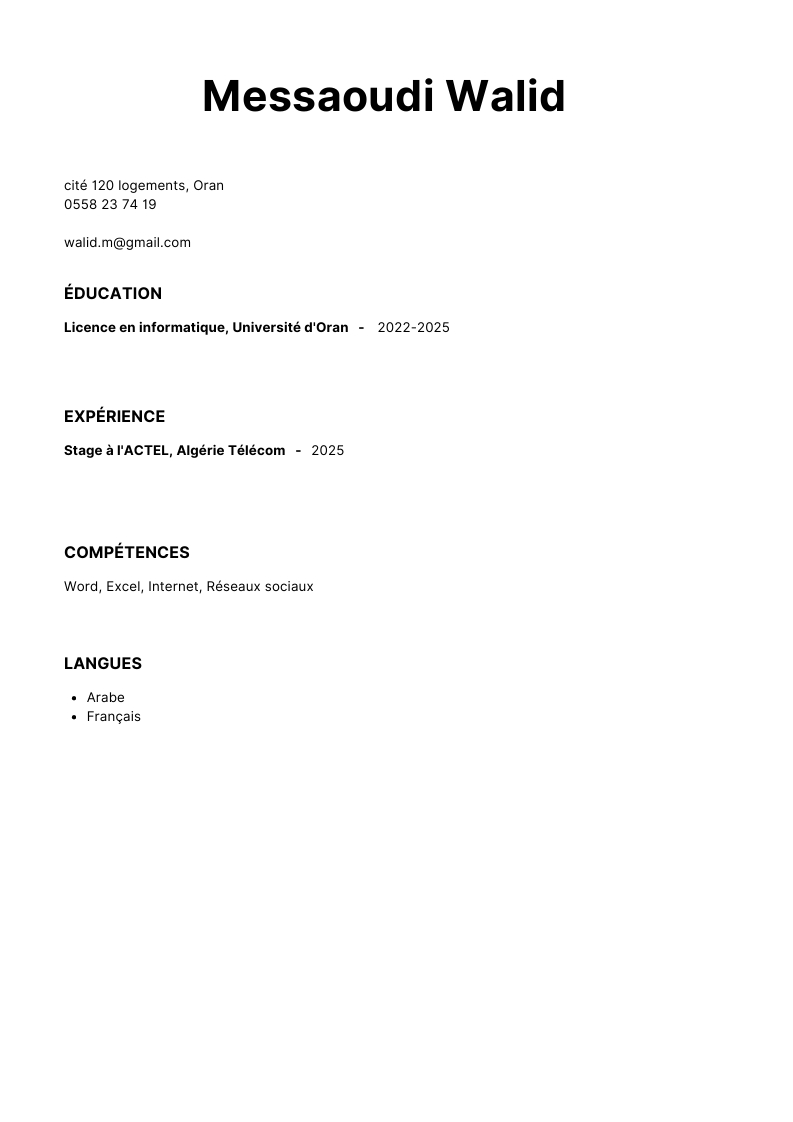 Messaoudi Walid
cité 120 logements, Oran
0558 23 74 19
walid.m@gmail.com
ÉDUCATION
Licence en informatique, Université d'Oran - 2022-2025
EXPÉRIENCE
Stage à l'ACTEL, Algérie Télécom - 2025
COMPÉTENCES
Word, Excel, Internet, Réseaux sociaux
LANGUES
• Arabe
• Français